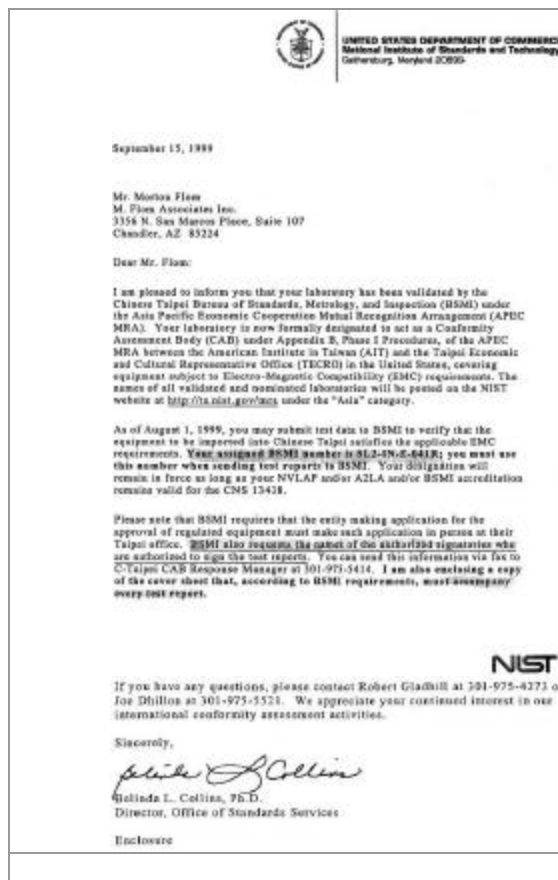 UNITED STATES DEPARTMENT OF COMMERCE
National Institute of Standards and Technology
Gaithersburg, Maryland 20899-
September 15, 1999
Mr. Morton Flom
M. Flom Associates Inc.
3356 N. San Marcos Place, Suite 107
Chandler, AZ 85224
Dear Mr. Flom:
I am pleased to inform you that your laboratory has been validated by the
Chinese Taipei Bureau of Standards, Metrology, and Inspection (BSMI) under
the Asia Pacific Economic Cooperation Mutual Recognition Arrangement (APEC
MRA). Your laboratory is now formally designated to act as a Conformity
Assessment Body (CAB) under Appendix B, Phase I Procedures, of the APEC
MRA between the American Institute in Taiwan (AIT) and the Taipei Economic
and Cultural Representative Office (TECRO) in the United States, covering
equipment subject to Electro-Magnetic Compatibility (EMC) requirements. The
names of all validated and nominated laboratories will be posted on the NIST
website at http://ts.nist.gov/mra under the "Asia" category.
As of August 1, 1999, you may submit test data to BSMI to verify that the
equipment to be imported into Chinese Taipei satisfies the applicable EMC
requirements. Your assigned BSMI number is SL2-IN-E-041R; you must use
this number when sending test reports to BSMI. Your designation will
remain in force as long as your NVLAP and/or A2LA and/or BSMI accreditation
remains valid for the CNS 13438.
Please note that BSMI requires that the entity making application for the
approval of regulated equipment must make such application in person at their
Taipei office. BSMI also requests the names of the authorized signatories who
are authorized to sign the test reports. You can send this information via fax to
C-Taipei CAB Response Manager at 301-975-5414. I am also enclosing a copy
of the cover sheet that, according to BSMI requirements, must accompany
every test report.
NIST
If you have any questions, please contact Robert Gladhill at 301-975-4273 o
Joe Dhillon at 301-975-5521. We appreciate your continued interest in our
international conformity assessment activities.
Sincerely,
Belinda L Collins
Belinda L. Collins, Ph.D.
Director, Office of Standards Services
Enclosure